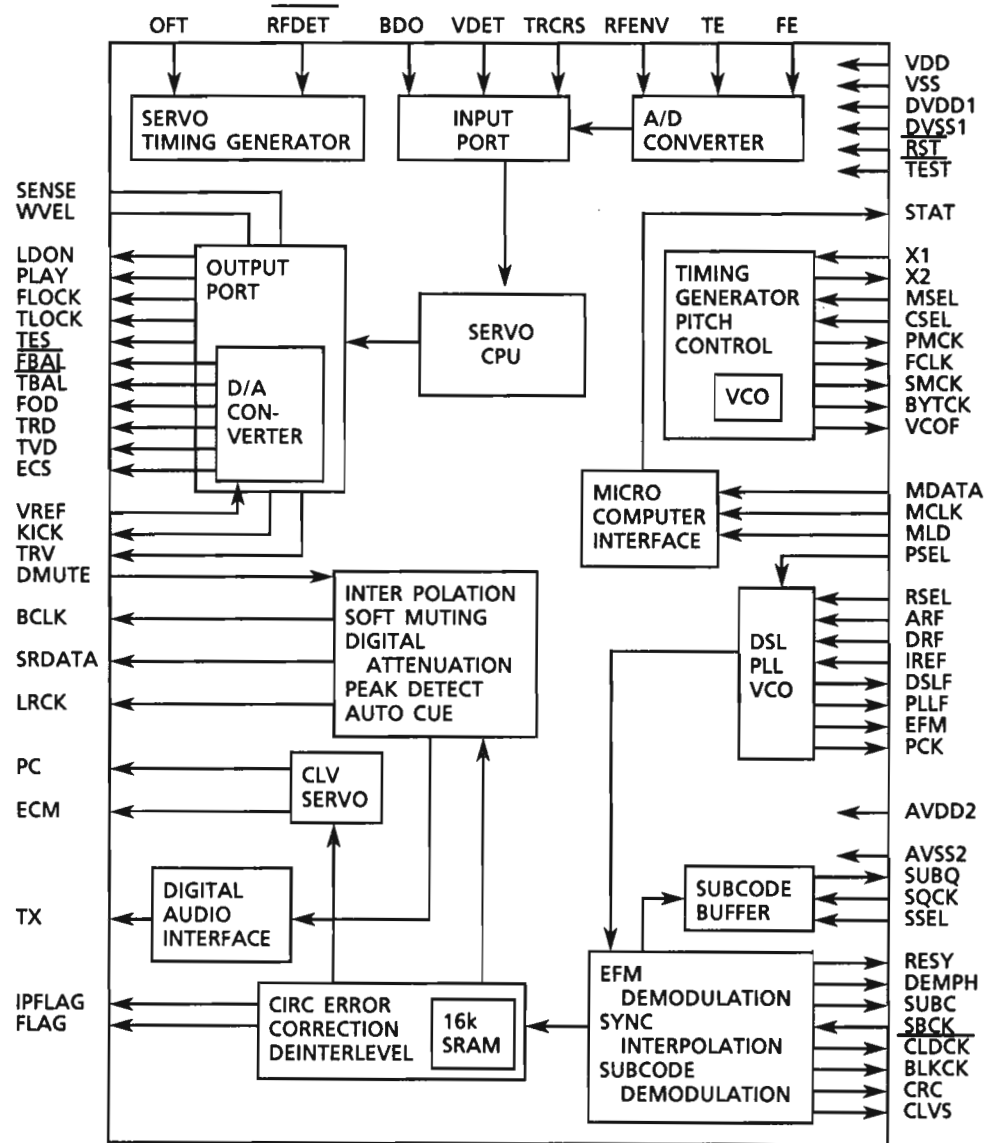 OFT RFDET BDO VDET TRCRS RFENV TE FE
SERVO
TIMING GENERATOR
INPUT
PORT
A/D
CONVERTER
VDD
VSS
DVDD1
DVSS1
RST
TEST
STAT
SENSE
WVEL
LDON
PLAY
FLOCK
TLOCK
TES
FBAL
TBAL
FOD
TRD
TVD
ECS
VREF
KICK
TRV
DMUTE
BCLK
SRDATA
LRCK
PC
ECM
TX
IPFLAG
FLAG
OUTPUT
PORT
D/A
CON-
VERTER
SERVO
CPU
TIMING
GENERATOR
PITCH
CONTROL
VCO
X1
X2
MSEL
CSEL
PMCK
FCLK
SMCK
BYTCK
VCOF
MICRO
COMPUTER
INTERFACE
MDATA
MCLK
MLD
PSEL
INTER POLATION
SOFT MUTING
DIGITAL
ATTENUATION
PEAK DETECT
AUTO CUE
DSL
PLL
VCO
RSEL
ARF
DRF
IREF
DSLF
PLLF
EFM
PCK
CLV
SERVO
AVDD2
AVSS2
DIGITAL
AUDIO
INTERFACE
SUBCODE
BUFFER
SUBQ
SQCK
SSEL
CIRC ERROR
CORRECTION
DEINTERLEVEL
16k
SRAM
EFM
DEMODULATION
SYNC
INTERPOLATION
SUBCODE
DEMODULATION
RESY
DEMPH
SUBC
SBCK
CLDCK
BLKCK
CRC
CLVS